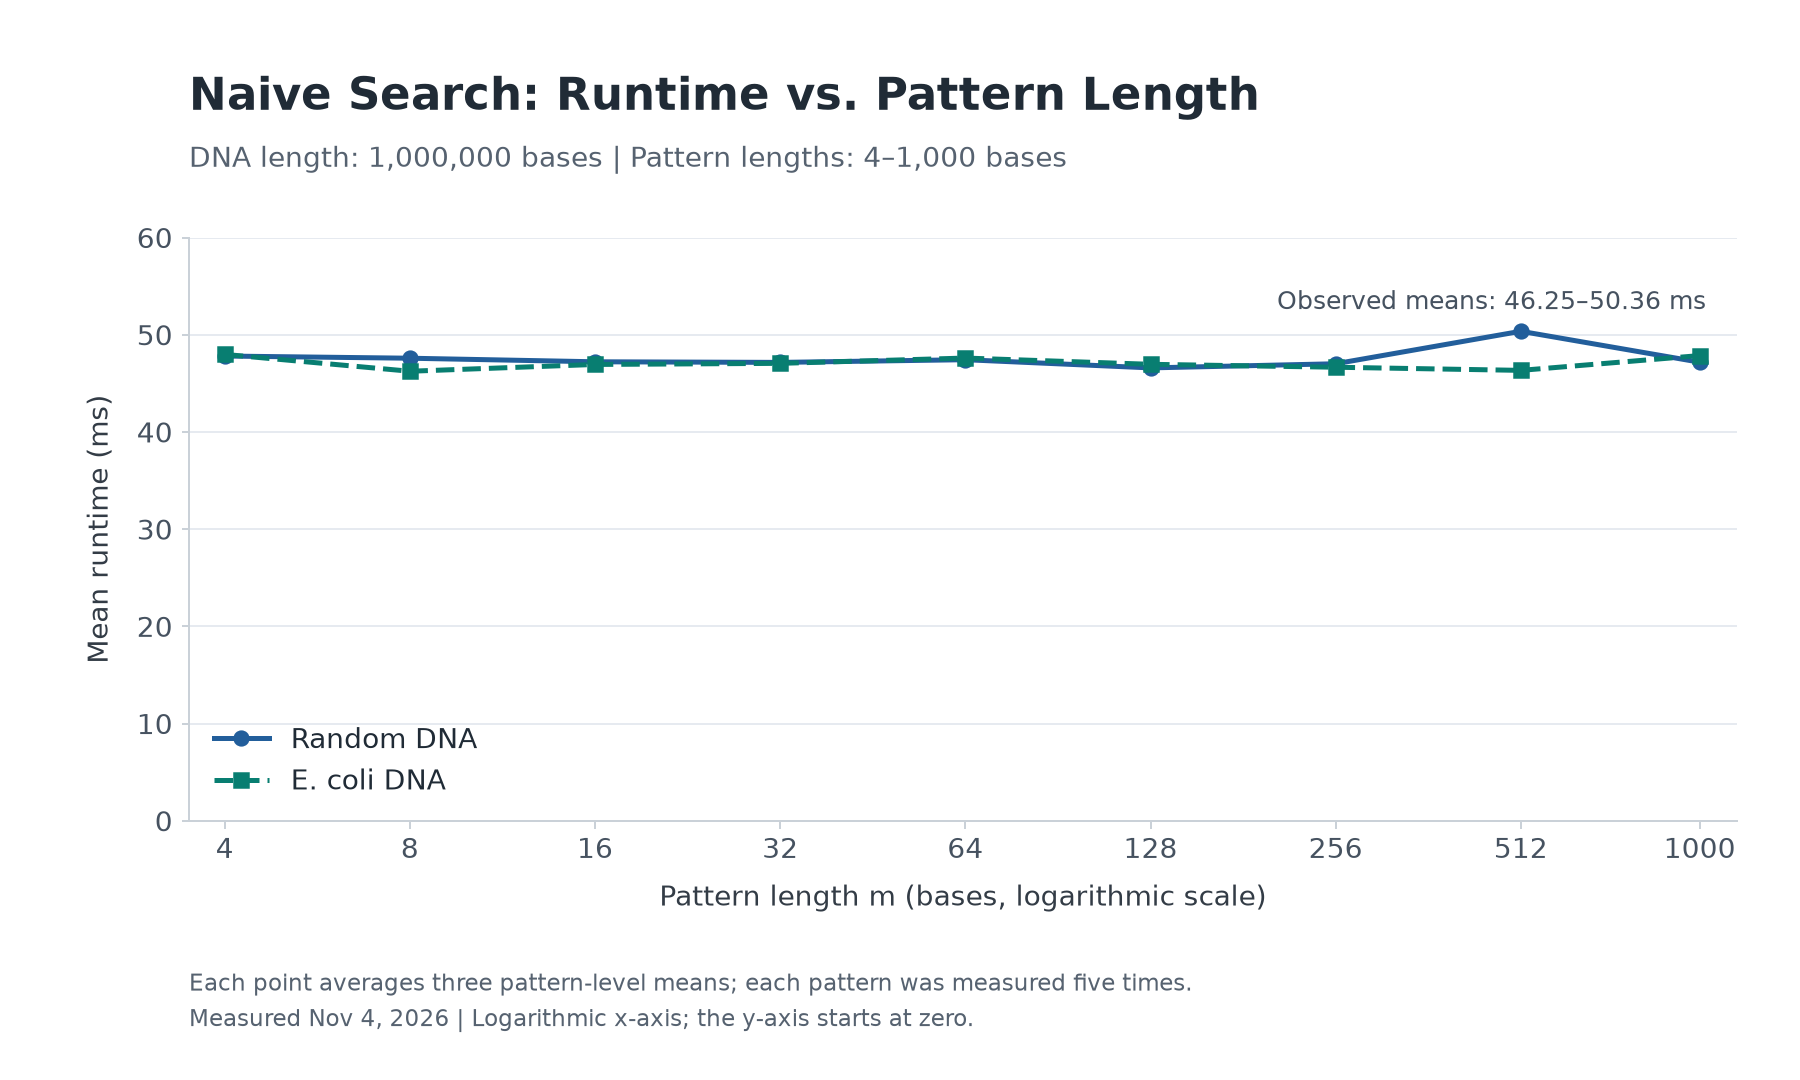 Naive Search: Runtime vs. Pattern Length
DNA length: 1,000,000 bases | Pattern lengths: 4–1,000 bases
Mean runtime (ms)
60
50
40
30
20
10
0
Observed means: 46.25–50.36 ms
Random DNA
E. coli DNA
4 8 16 32 64 128 256 512 1000
Pattern length m (bases, logarithmic scale)
Each point averages three pattern-level means; each pattern was measured five times.
Measured Nov 4, 2026 | Logarithmic x-axis; the y-axis starts at zero.